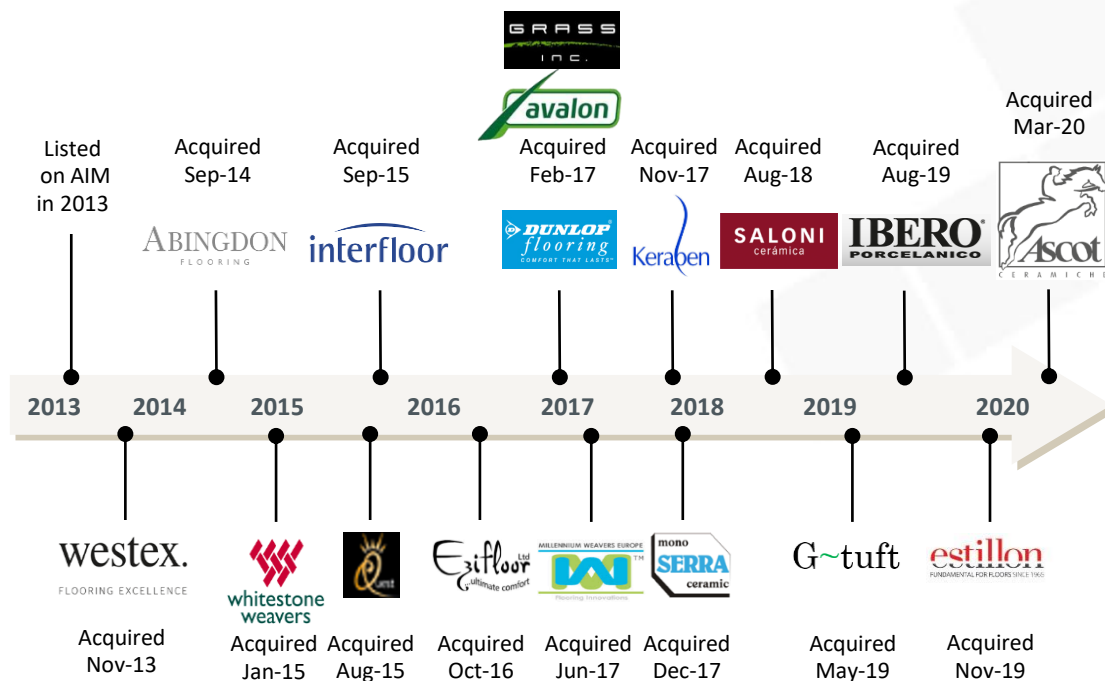 GRASS
INC.
avalon
Listed
on AIM
in 2013
Acquired
Sep-14
ABINGDON
FLOORING
Acquired
Sep-15
interfloor
Acquired
Feb-17
DUNLOP
flooring
COMFORT THAT LASTS™
Acquired
Nov-17
Keraben
Acquired
Aug-18
SALONI
cerámica
Acquired
Aug-19
IBERO®
PORCELANICO
Acquired
Mar-20
ASCOT
CERAMICHE
2013 2014 2015 2016 2017 2018 2019 2020
westex.
FLOORING EXCELLENCE
Acquired
Nov-13
whitestone
weavers
Acquired
Jan-15
Quest
Acquired
Aug-15
Ezifloor Ltd
ultimate comfort
Acquired
Oct-16
MILLENNIUM WEAVERS EUROPE
TM
Flooring Innovations
Acquired
Jun-17
mono
SERRA
ceramic
Acquired
Dec-17
G~tuft
Acquired
May-19
estillon
FUNDAMENTAL FOR FLOORS SINCE 1966
Acquired
Nov-19